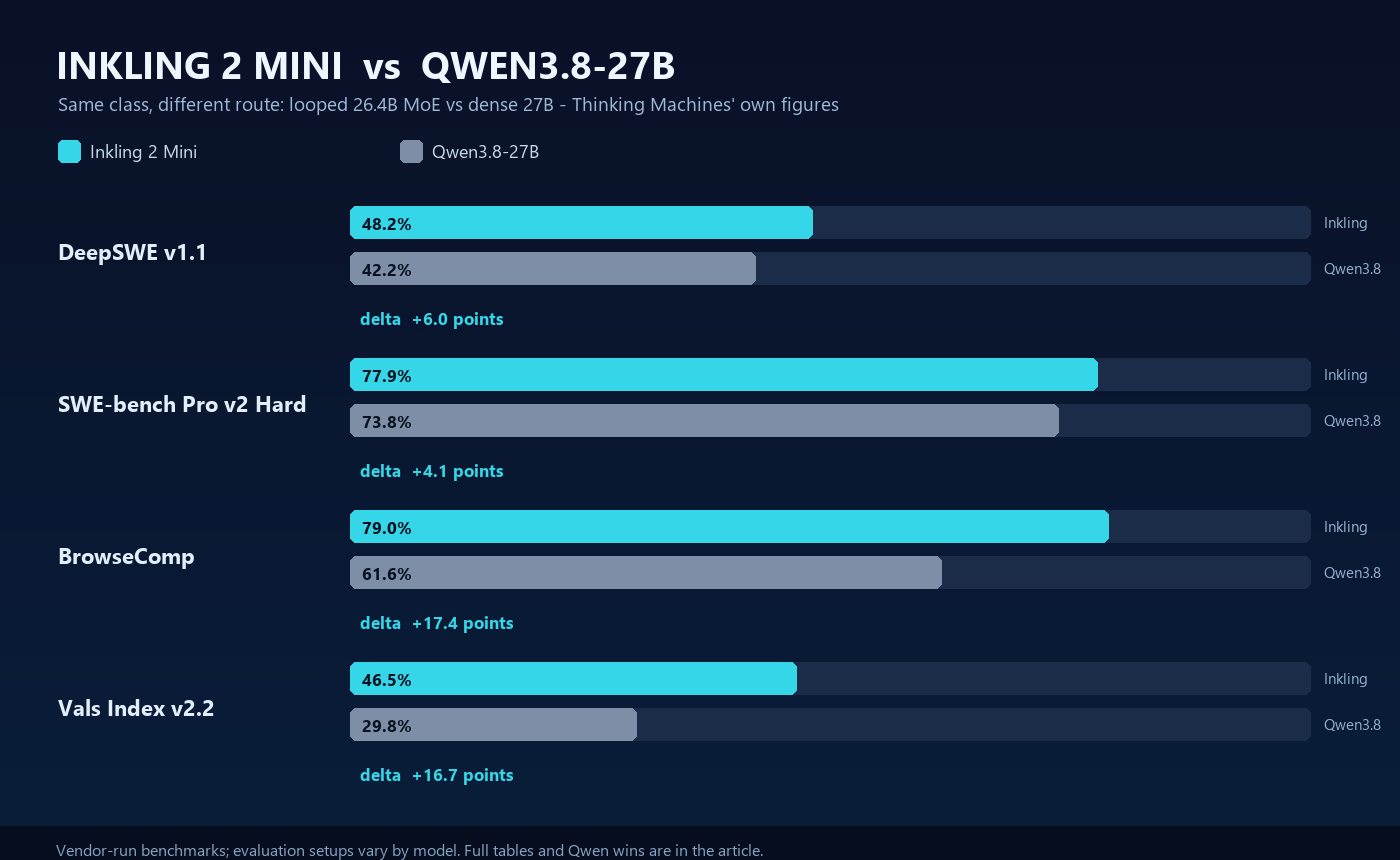 INKLING 2 MINI vs QWEN3.8-27B
Same class, different route: looped 26.4B MoE vs dense 27B - Thinking Machines' own figures
Inkling 2 Mini
Qwen3.8-27B
DeepSWE v1.1
48.2%
Inkling
42.2%
Qwen3.8
delta +6.0 points
SWE-bench Pro v2 Hard
77.9%
Inkling
73.8%
Qwen3.8
delta +4.1 points
BrowseComp
79.0%
Inkling
61.6%
Qwen3.8
delta +17.4 points
Vals Index v2.2
46.5%
Inkling
29.8%
Qwen3.8
delta +16.7 points
Vendor-run benchmarks; evaluation setups vary by model. Full tables and Qwen wins are in the article.